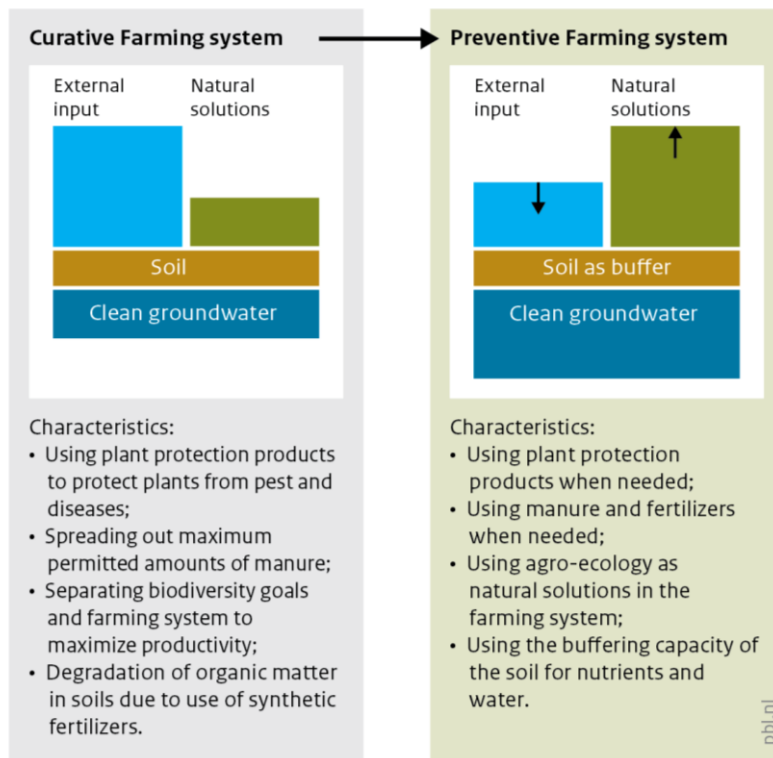 Curative Farming system
External
input
Natural
solutions
Soil
Clean groundwater
Characteristics:
• Using plant protection products
to protect plants from pest and
diseases;
• Spreading out maximum
permitted amounts of manure;
• Separating biodiversity goals
and farming system to
maximize productivity;
• Degradation of organic matter
in soils due to use of synthetic
fertilizers.
Preventive Farming system
External
input
Natural
solutions
Soil as buffer
Clean groundwater
Characteristics:
• Using plant protection
products when needed;
• Using manure and fertilizers
when needed;
• Using agro-ecology as
natural solutions in the
farming system;
• Using the buffering capacity of
the soil for nutrients and
water.
pbl.nl